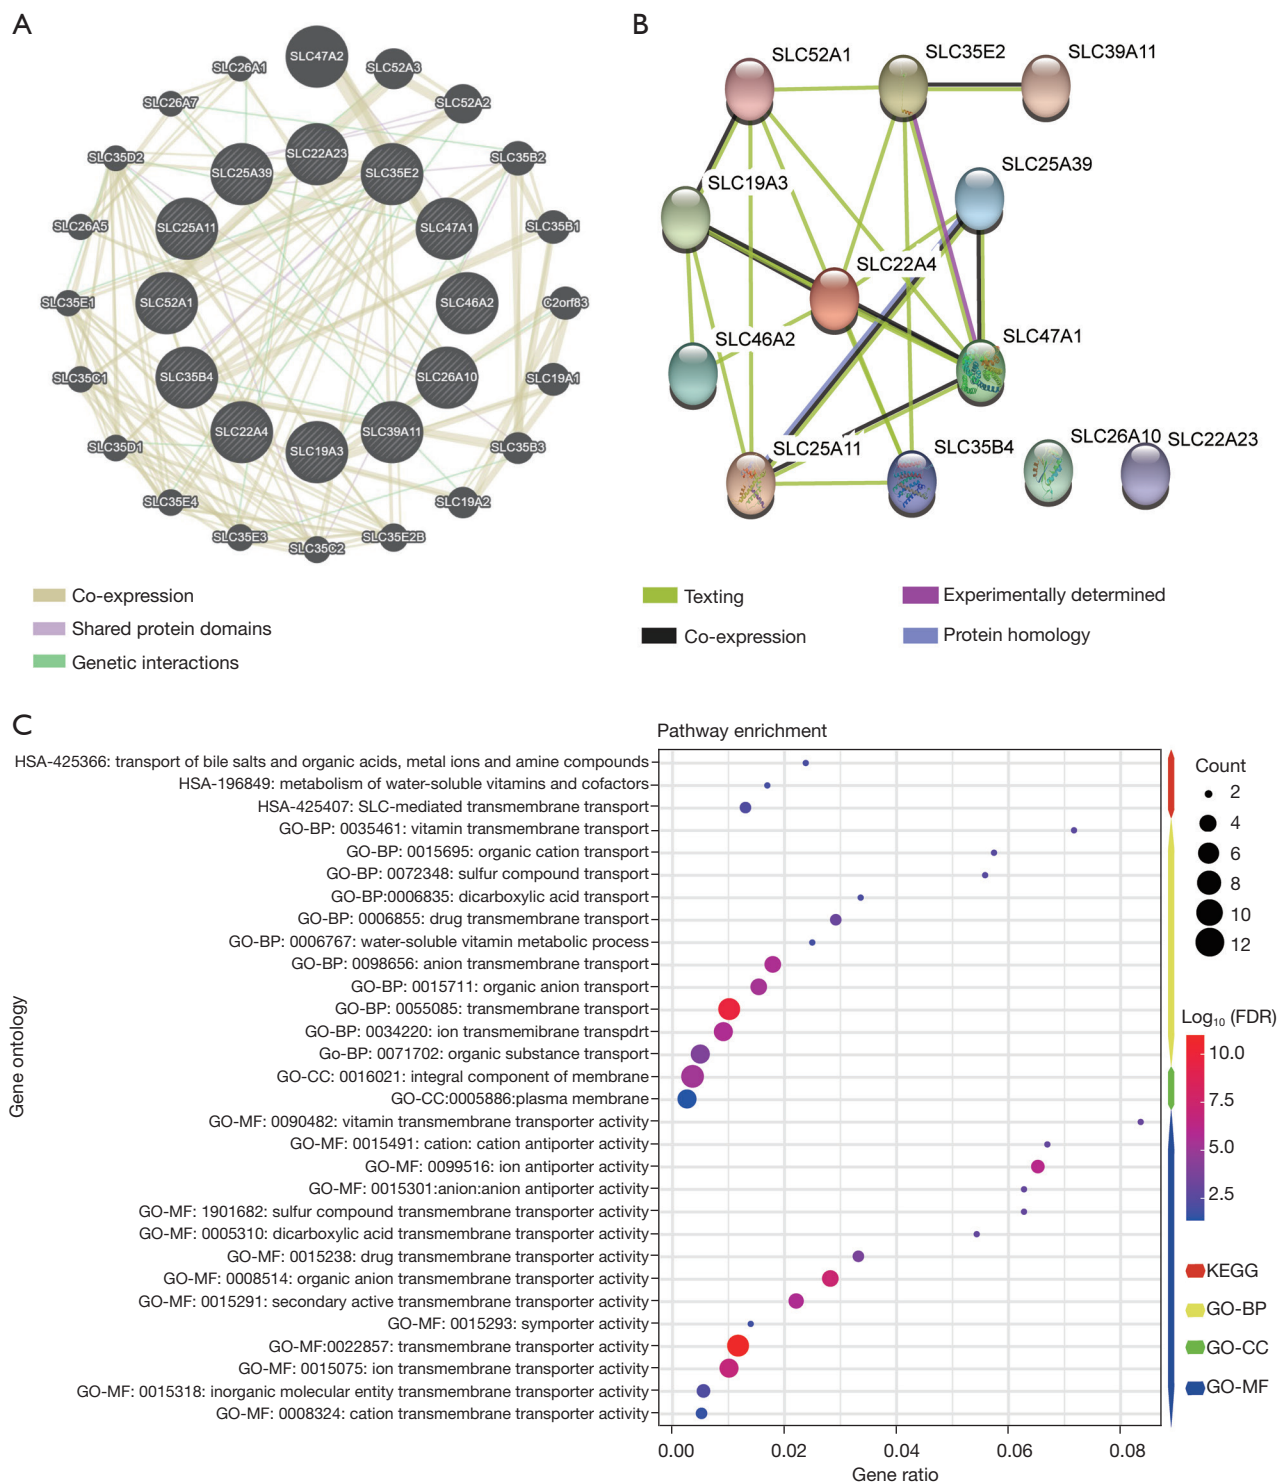 A
SLC47A2
SLC52A3
SLC26A1
SLC26A7
SLC52A2
SLC35D2
SLC22A23
SLC35B2
SLC25A39
SLC35E2
SLC26A5
SLC25A11
SLC47A1
SLC35B1
SLC35E1
SLC52A1
SLC46A2
C2orf83
SLC35C1
SLC35B4
SLC26A10
SLC19A1
SLC22A4
SLC39A11
SLC35D1
SLC19A3
SLC35B3
SLC35E4
SLC19A2
SLC35E3
SLC35C2
SLC35E2B
Co-expression
Shared protein domains
Genetic interactions
B
SLC52A1
SLC35E2
SLC39A11
SLC25A39
SLC19A3
SLC22A4
SLC46A2
SLC47A1
SLC25A11
SLC35B4
SLC26A10
SLC22A23
Texting
Experimentally determined
Co-expression
Protein homology
C
Pathway enrichment
Gene ontology
HSA-425366: transport of bile salts and organic acids, metal ions and amine compounds
HSA-196849: metabolism of water-soluble vitamins and cofactors
HSA-425407: SLC-mediated transmembrane transport
GO-BP: 0035461: vitamin transmembrane transport
GO-BP: 0015695: organic cation transport
GO-BP: 0072348: sulfur compound transport
GO-BP:0006835: dicarboxylic acid transport
GO-BP: 0006855: drug transmembrane transport
GO-BP: 0006767: water-soluble vitamin metabolic process
GO-BP: 0098656: anion transmembrane transport
GO-BP: 0015711: organic anion transport
GO-BP: 0055085: transmembrane transport
GO-BP: 0034220: ion transmemibrane transpdrt
Go-BP: 0071702: organic substance transport
GO-CC: 0016021: integral component of membrane
GO-CC:0005886:plasma membrane
GO-MF: 0090482: vitamin transmembrane transporter activity
GO-MF: 0015491: cation: cation antiporter activity
GO-MF: 0099516: ion antiporter activity
GO-MF: 0015301:anion:anion antiporter activity
GO-MF: 1901682: sulfur compound transmembrane transporter activity
GO-MF: 0005310: dicarboxylic acid transmembrane transporter activity
GO-MF: 0015238: drug transmembrane transporter activity
GO-MF: 0008514: organic anion transmembrane transporter activity
GO-MF: 0015291: secondary active transmembrane transporter activity
GO-MF: 0015293: symporter activity
GO-MF:0022857: transmembrane transporter activity
GO-MF: 0015075: ion transmembrane transporter activity
GO-MF: 0015318: inorganic molecular entity transmembrane transporter activity
GO-MF: 0008324: cation transmembrane transporter activity
0.00 0.02 0.04 0.06 0.08
Gene ratio
Count
2
4
6
8
10
12
Log₁₀ (FDR)
10.0
7.5
5.0
2.5
KEGG
GO-BP
GO-CC
GO-MF